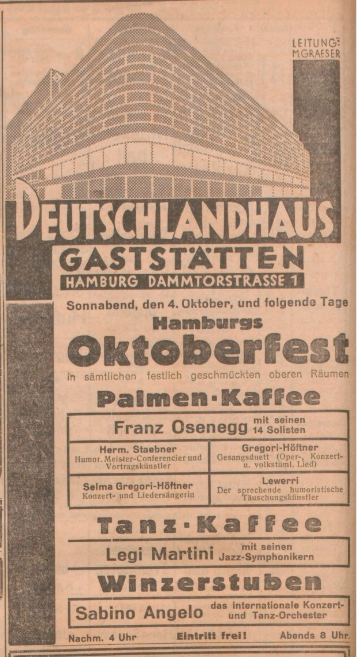 LEITUNG:
M.GRAESER
DEUTSCHLANDHAUS
GASTSTÄTTEN
HAMBURG DAMMTORSTRASSE 1
Sonnabend, den 4. Oktober, und folgende Tage
Hamburgs
Oktoberfest
in sämtlichen festlich geschmückten oberen Räumen
Palmen-Kaffee
Franz Osenegg mit seinen 14 Solisten
Herm. Staebner
Humor. Meister-Conferencier und
Vortragskünstler
Gregori-Höftner
Gesangsduett (Oper-, Konzert-
u. volkstüml. Lied)
Selma Gregori-Höftner
Konzert- und Liedersängerin
Lewerri
Der sprechende humoristische
Täuschungskünstler
Tanz-Kaffee
Legi Martini mit seinen Jazz-Symphonikern
Winzerstuben
Sabino Angelo das internationale Konzert- und Tanz-Orchester
Nachm. 4 Uhr Eintritt frei! Abends 8 Uhr